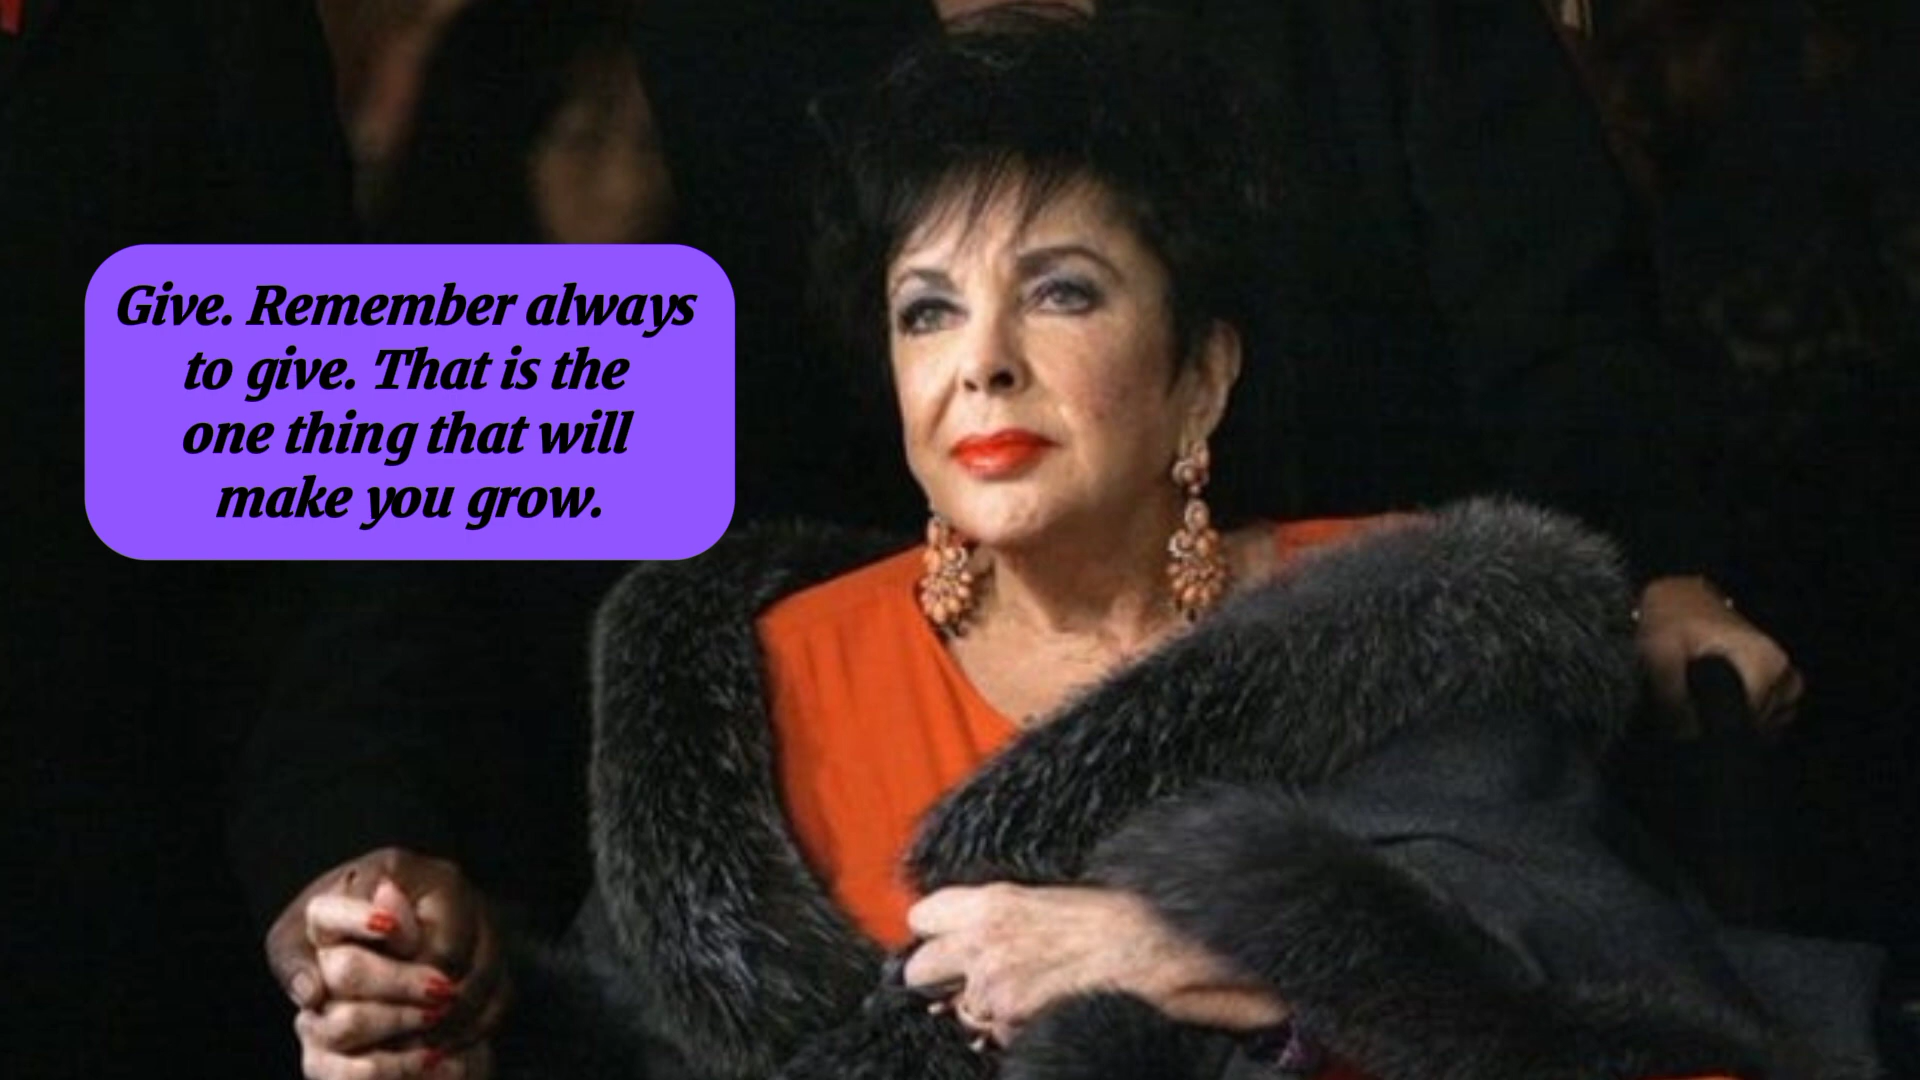 Give. Remember always
to give. That is the
one thing that will
make you grow.